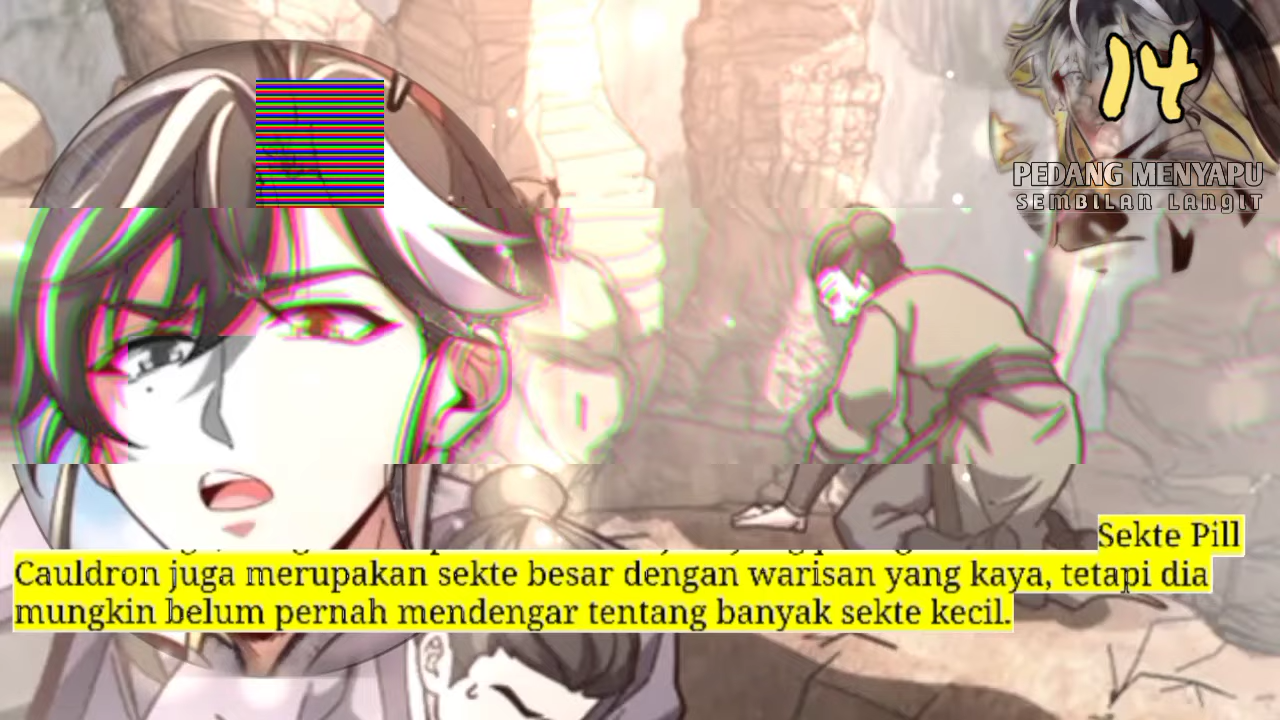 14
PEDANG MENYAPU
SEMBILAN LANGIT
Sekte Pill
Cauldron juga merupakan sekte besar dengan warisan yang kaya, tetapi dia
mungkin belum pernah mendengar tentang banyak sekte kecil.